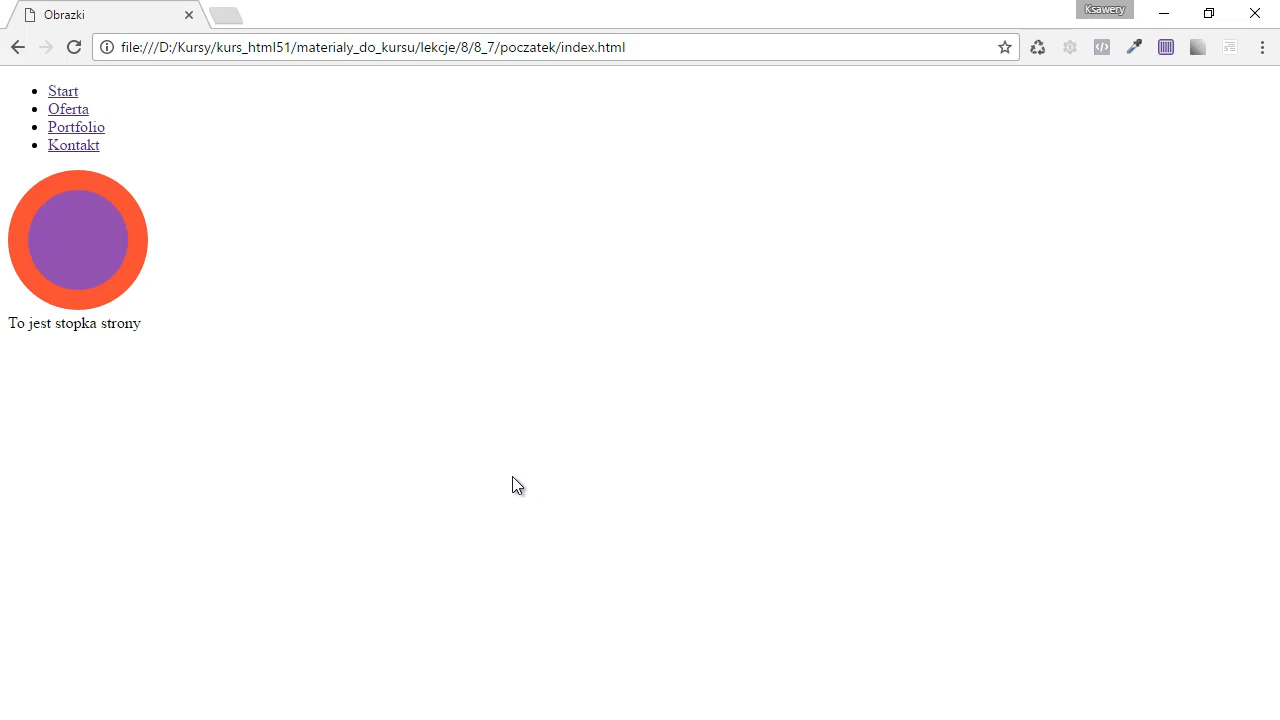 Obrazki
Ksawery
file:///D:/Kursy/kurs_html51/materialy_do_kursu/lekcje/8/8_7/poczatek/index.html
Start
Oferta
Portfolio
Kontakt
To jest stopka strony